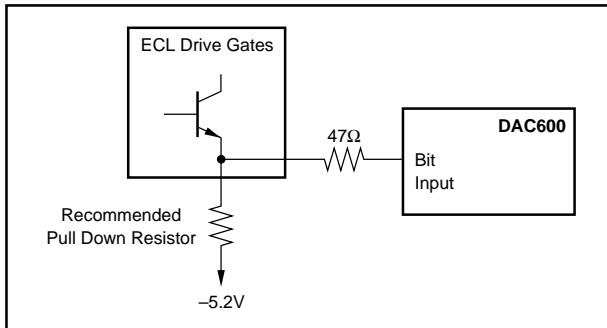 ECL Drive Gates
47Ω
DAC600
Bit
Input
Recommended
Pull Down Resistor
–5.2V